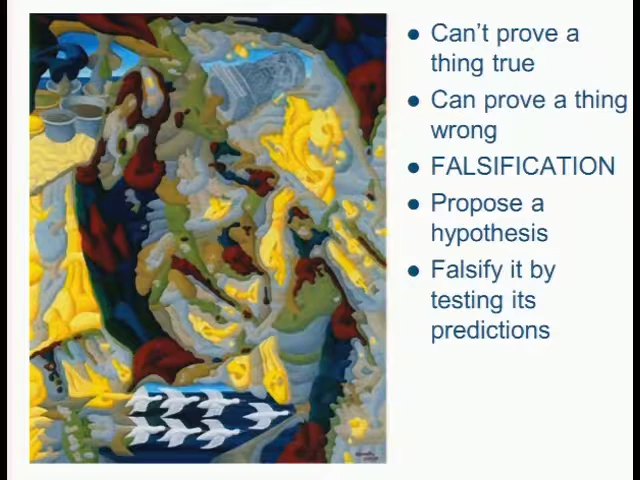 Can't prove a
thing true
Can prove a thing
wrong
FALSIFICATION
Propose a
hypothesis
Falsify it by
testing its
predictions